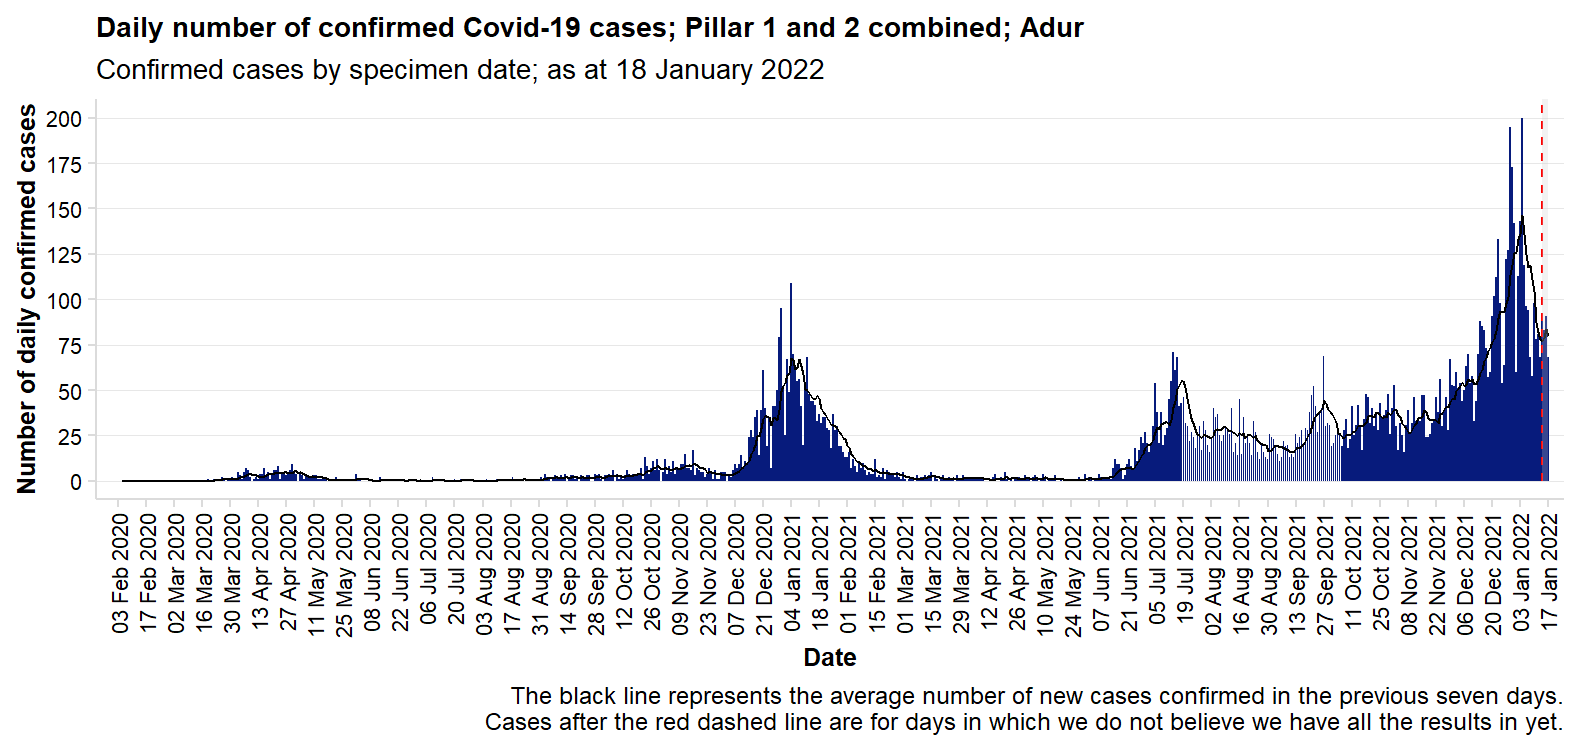 Daily number of confirmed Covid-19 cases; Pillar 1 and 2 combined; Adur
Confirmed cases by specimen date; as at 18 January 2022
Number of daily confirmed cases
200
175
150
125
100
75
50
25
0
03 Feb 2020
17 Feb 2020
02 Mar 2020
16 Mar 2020
30 Mar 2020
13 Apr 2020
27 Apr 2020
11 May 2020
25 May 2020
08 Jun 2020
22 Jun 2020
06 Jul 2020
20 Jul 2020
03 Aug 2020
17 Aug 2020
31 Aug 2020
14 Sep 2020
28 Sep 2020
12 Oct 2020
26 Oct 2020
09 Nov 2020
23 Nov 2020
07 Dec 2020
21 Dec 2020
04 Jan 2021
18 Jan 2021
01 Feb 2021
15 Feb 2021
01 Mar 2021
15 Mar 2021
29 Mar 2021
12 Apr 2021
26 Apr 2021
10 May 2021
24 May 2021
07 Jun 2021
21 Jun 2021
05 Jul 2021
19 Jul 2021
02 Aug 2021
16 Aug 2021
30 Aug 2021
13 Sep 2021
27 Sep 2021
11 Oct 2021
25 Oct 2021
08 Nov 2021
22 Nov 2021
06 Dec 2021
20 Dec 2021
03 Jan 2022
17 Jan 2022
Date
The black line represents the average number of new cases confirmed in the previous seven days.
Cases after the red dashed line are for days in which we do not believe we have all the results in yet.